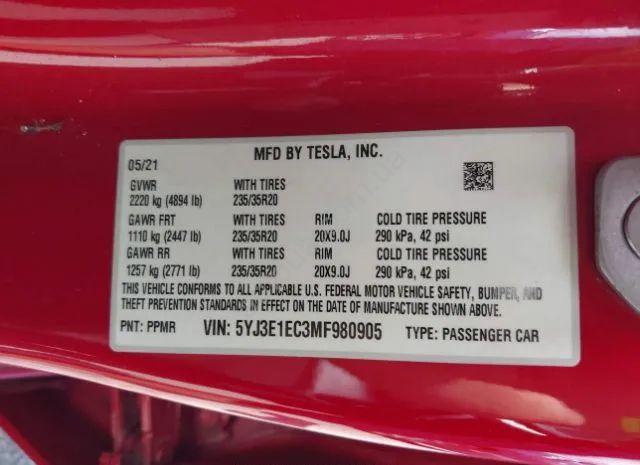 MFD BY TESLA, INC.
05/21
GVWR WITH TIRES
2220 kg (4894 lb) 235/35R20
GAWR FRT WITH TIRES RIM COLD TIRE PRESSURE
1110 kg (2447 lb) 235/35R20 20X9.0J 290 kPa, 42 psi
GAWR RR WITH TIRES RIM COLD TIRE PRESSURE
1257 kg (2771 lb) 235/35R20 20X9.0J 290 kPa, 42 psi
THIS VEHICLE CONFORMS TO ALL APPLICABLE U.S. FEDERAL MOTOR VEHICLE SAFETY, BUMPER, AND
THEFT PREVENTION STANDARDS IN EFFECT ON THE DATE OF MANUFACTURE SHOWN ABOVE.
PNT: PPMR VIN: 5YJ3E1EC3MF980905 TYPE: PASSENGER CAR